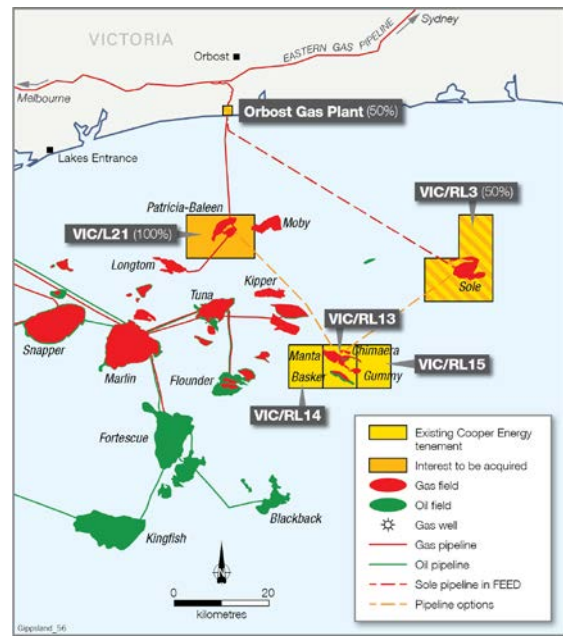 VICTORIA
Orbost
EASTERN GAS PIPELINE
Sydney
Melbourne
Orbost Gas Plant (50%)
Lakes Entrance
Patricia-Baleen
VIC/RL3 (50%)
VIC/L21 (100%)
Moby
Longtom
Sole
Kipper
Tuna
VIC/RL13
Snapper
Manta
Chimaera
Marlin
VIC/RL15
Flounder
Basker
Gummy
VIC/RL14
Fortescue
Blackback
Kingfish
Existing Cooper Energy
tenement
Interest to be acquired
Gas field
Oil field
Gas well
Gas pipeline
Oil pipeline
Sole pipeline in FEED
Pipeline options
0 20
kilometres
Gippsland_56